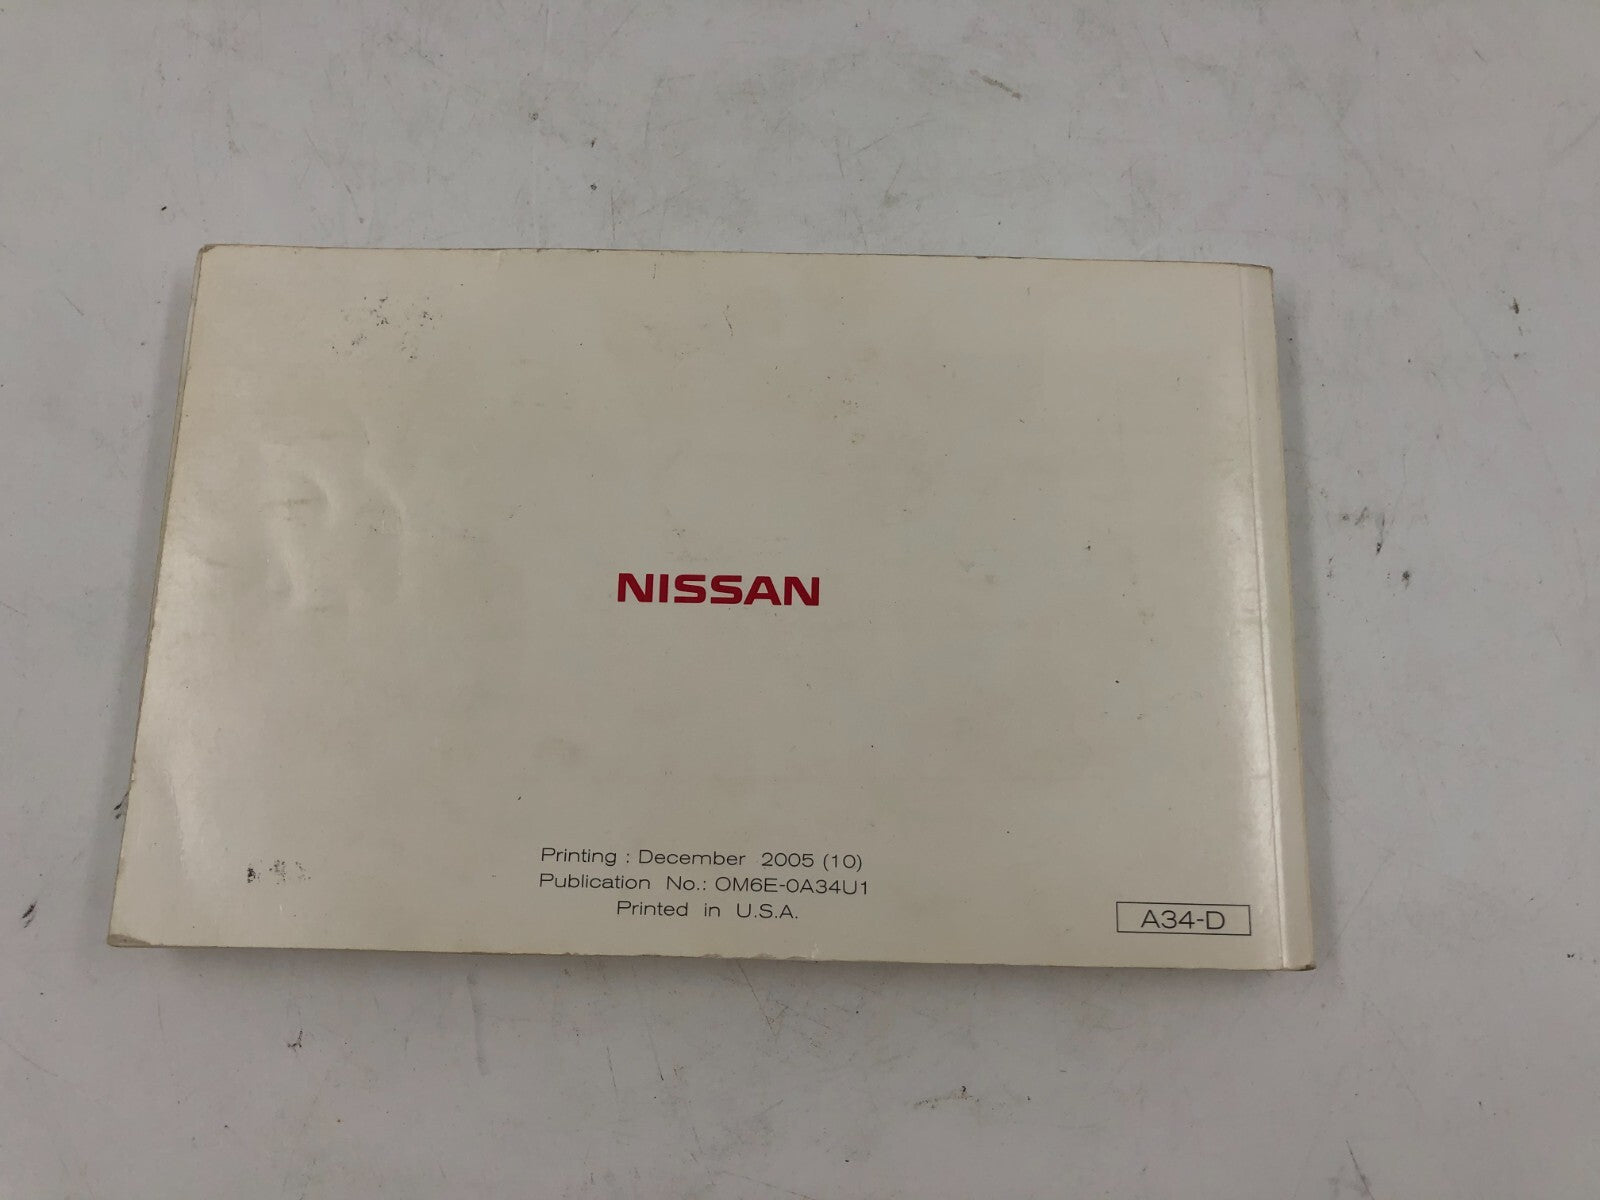 NISSAN
Printing : December 2005 (10)
Publication No.: OM6E-0A34U1
Printed in U.S.A.
A34-D